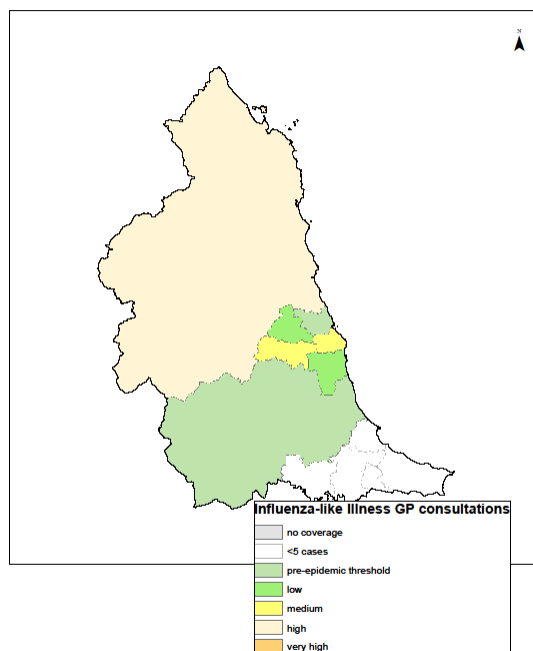 N
Influenza-like Illness GP consultations
no coverage
<5 cases
pre-epidemic threshold
low
medium
high
very high